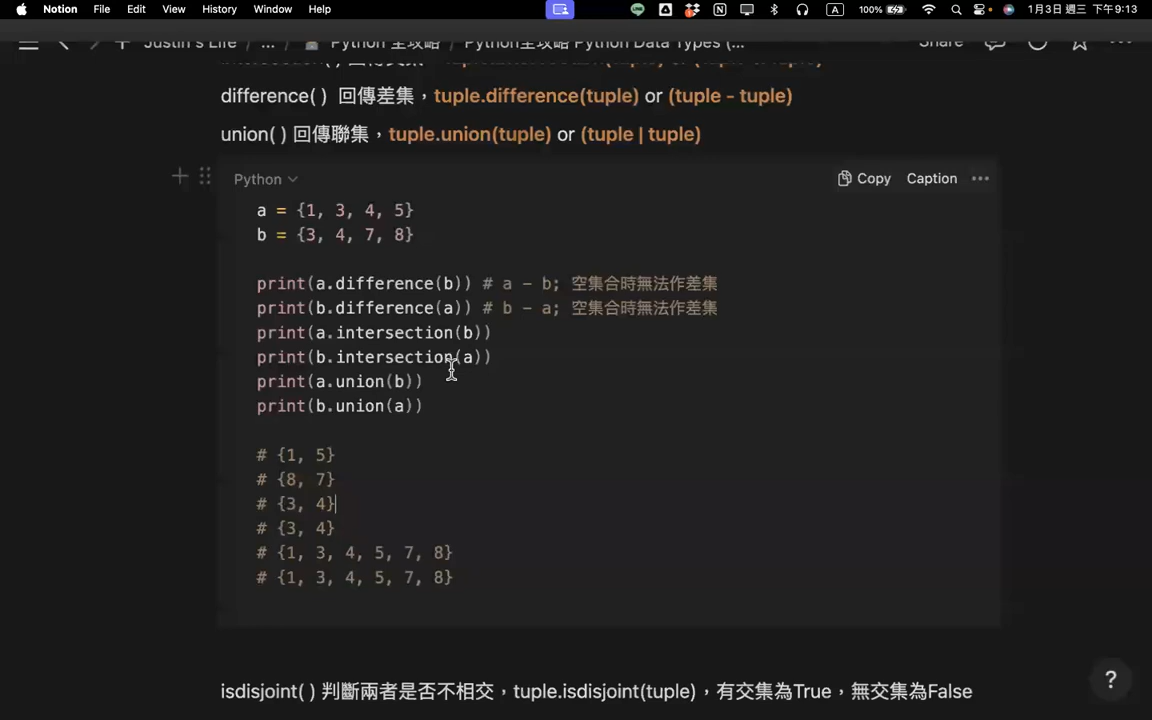 Notion File Edit View History Window Help A 100% 1月3日 週三 下午9:13
Justin's Life / ... / Python 全攻略 / Python全攻略 Python Data Types (... Share
difference( ) 回傳差集，tuple.difference(tuple) or (tuple - tuple)
union( ) 回傳聯集，tuple.union(tuple) or (tuple | tuple)
Python Copy Caption
a = {1, 3, 4, 5}
b = {3, 4, 7, 8}
print(a.difference(b)) # a - b; 空集合時無法作差集
print(b.difference(a)) # b - a; 空集合時無法作差集
print(a.intersection(b))
print(b.intersection(a))
print(a.union(b))
print(b.union(a))
# {1, 5}
# {8, 7}
# {3, 4}
# {3, 4}
# {1, 3, 4, 5, 7, 8}
# {1, 3, 4, 5, 7, 8}
isdisjoint( ) 判斷兩者是否不相交，tuple.isdisjoint(tuple)，有交集為True，無交集為False
?